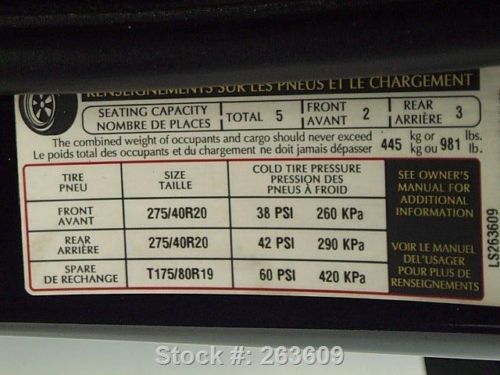 RENSEIGNEMENTS SUR LES PNEUS ET LE CHARGEMENT
SEATING CAPACITY
NOMBRE DE PLACES
TOTAL 5
FRONT
AVANT 2
REAR
ARRIÈRE 3
The combined weight of occupants and cargo should never exceed
Le poids total des occupants et du chargement ne doit jamais dépasser
445 kg or
kg ou 981 lbs.
lb.
TIRE
PNEU
SIZE
TAILLE
COLD TIRE PRESSURE
PRESSION DES
PNEUS À FROID
FRONT
AVANT
275/40R20
38 PSI 260 KPa
REAR
ARRIÈRE
275/40R20
42 PSI 290 KPa
SPARE
DE RECHANGE
T175/80R19
60 PSI 420 KPa
SEE OWNER'S
MANUAL FOR
ADDITIONAL
INFORMATION
VOIR LE MANUEL
DEL'USAGER
POUR PLUS DE
RENSEIGNEMENTS
LS263609
Stock #: 263609